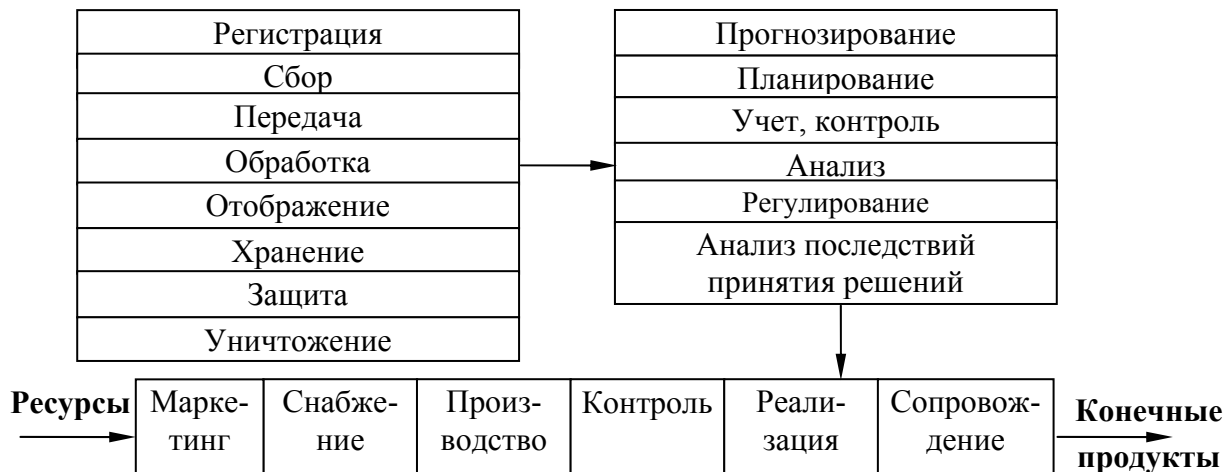 Регистрация
Сбор
Передача
Обработка
Отображение
Хранение
Защита
Уничтожение
Прогнозирование
Планирование
Учет, контроль
Анализ
Регулирование
Анализ последствий
принятия решений
Ресурсы
Марке-
тинг
Снабже-
ние
Произ-
водство
Контроль
Реали-
зация
Сопровож-
дение
Конечные
продукты